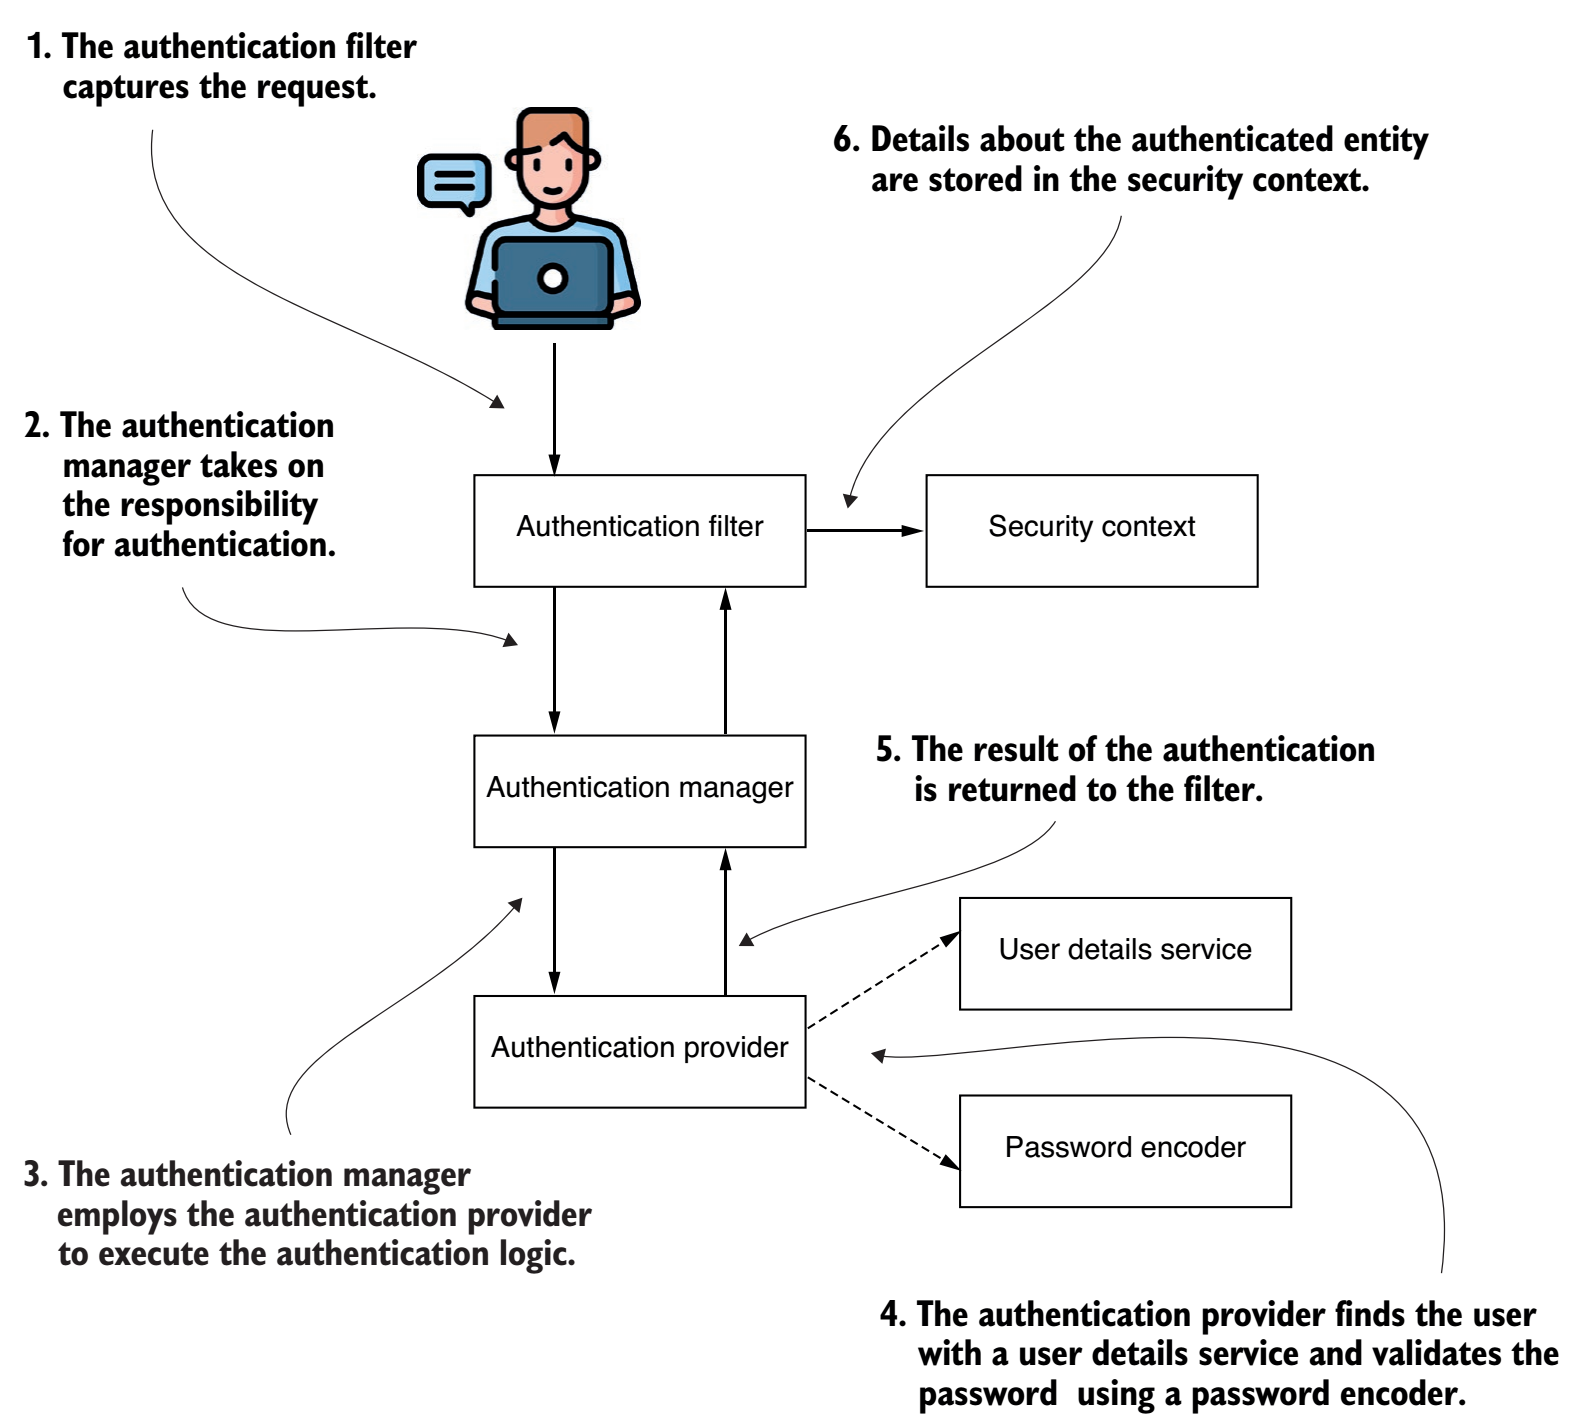 1. The authentication filter
captures the request.
6. Details about the authenticated entity
are stored in the security context.
2. The authentication
manager takes on
the responsibility
for authentication.
Authentication filter
Security context
Authentication manager
5. The result of the authentication
is returned to the filter.
User details service
Authentication provider
Password encoder
3. The authentication manager
employs the authentication provider
to execute the authentication logic.
4. The authentication provider finds the user
with a user details service and validates the
password using a password encoder.